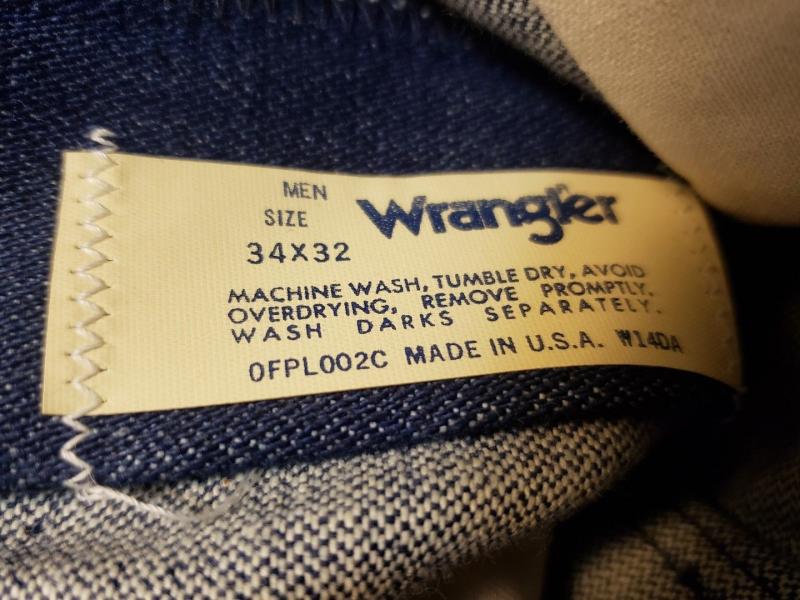 MEN
SIZE
34X32
Wrangler
MACHINE WASH, TUMBLE DRY, AVOID
OVERDRYING, REMOVE PROMPTLY.
WASH DARKS SEPARATELY.
0FPL002C MADE IN U.S.A. W14DA